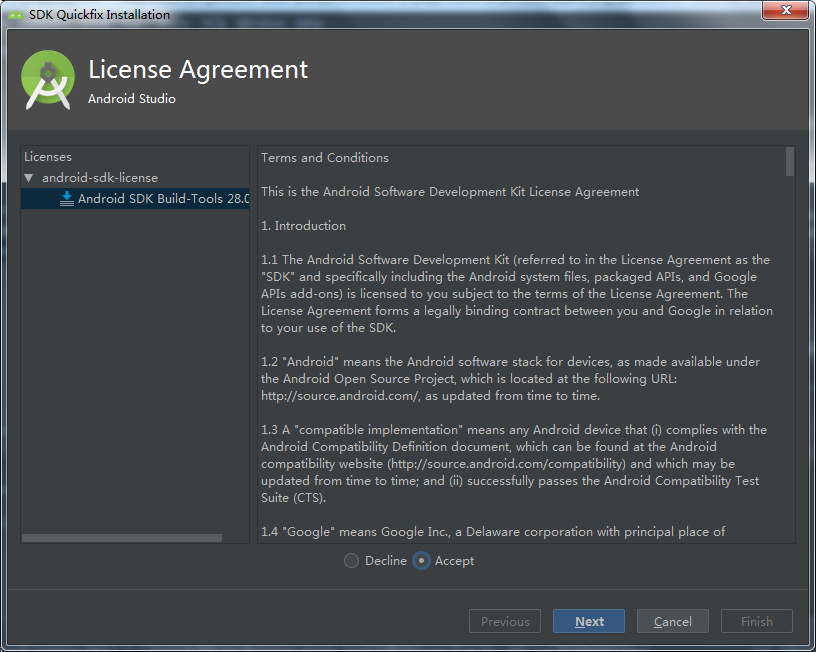 SDK Quickfix Installation
License Agreement
Android Studio
Licenses
android-sdk-license
Android SDK Build-Tools 28.0
Terms and Conditions
This is the Android Software Development Kit License Agreement
1. Introduction
1.1 The Android Software Development Kit (referred to in the License Agreement as the
"SDK" and specifically including the Android system files, packaged APIs, and Google
APIs add-ons) is licensed to you subject to the terms of the License Agreement. The
License Agreement forms a legally binding contract between you and Google in relation
to your use of the SDK.
1.2 "Android" means the Android software stack for devices, as made available under
the Android Open Source Project, which is located at the following URL:
http://source.android.com/, as updated from time to time.
1.3 A "compatible implementation" means any Android device that (i) complies with the
Android Compatibility Definition document, which can be found at the Android
compatibility website (http://source.android.com/compatibility) and which may be
updated from time to time; and (ii) successfully passes the Android Compatibility Test
Suite (CTS).
1.4 "Google" means Google Inc., a Delaware corporation with principal place of
Decline Accept
Previous Next Cancel Finish